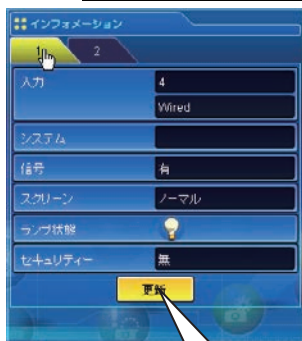 インフォメーション
1 2
入力 4
Wired
システム
信号 有
スクリーン ノーマル
ランプ状態
セキュリティー 無
更新